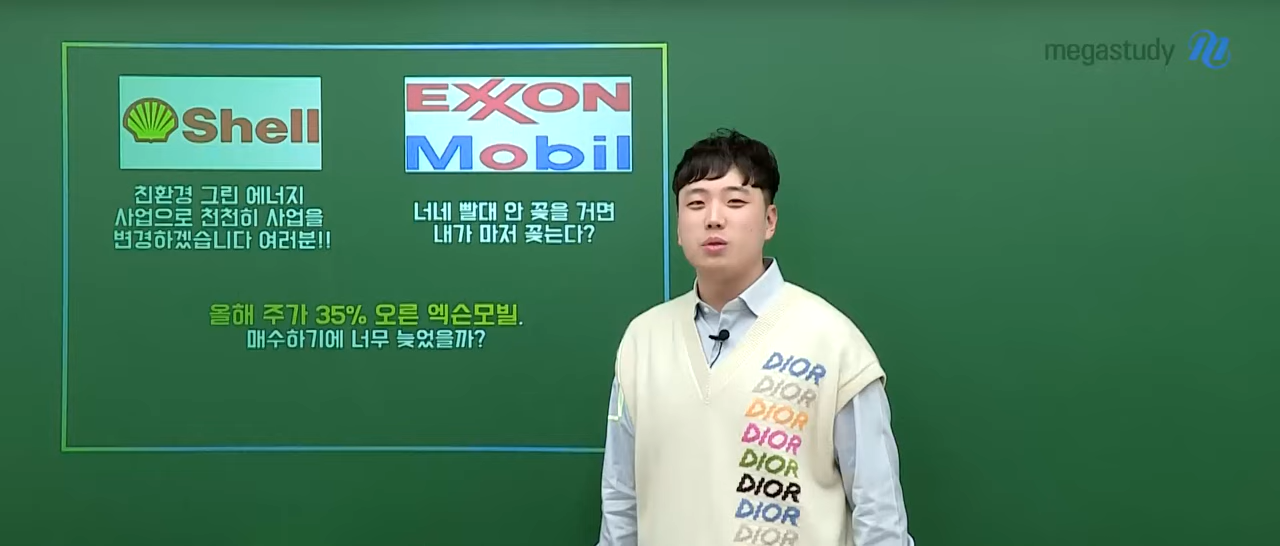 megastudy
Shell
EXXON
Mobil
친환경 그린 에너지
사업으로 천천히 사업을
변경하겠습니다 여러분!!
너네 빨대 안 꽂을 거면
내가 마저 꽂는다?
올해 주가 35% 오른 엑슨모빌.
매수하기에 너무 늦었을까?
DIOR
DIOR
DIOR
DIOR
DIOR
DIOR
DIOR
DIOR